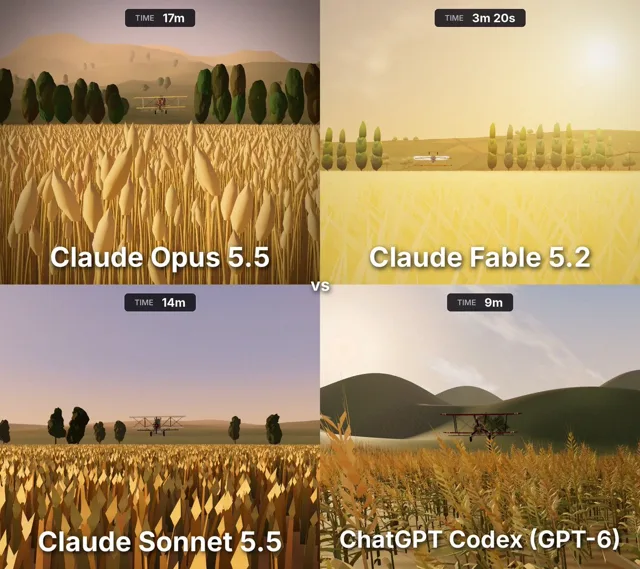 TIME 17m
TIME 3m 20s
Claude Opus 5.5
Claude Fable 5.2
vs
TIME 14m
TIME 9m
Claude Sonnet 5.5
ChatGPT Codex (GPT-6)